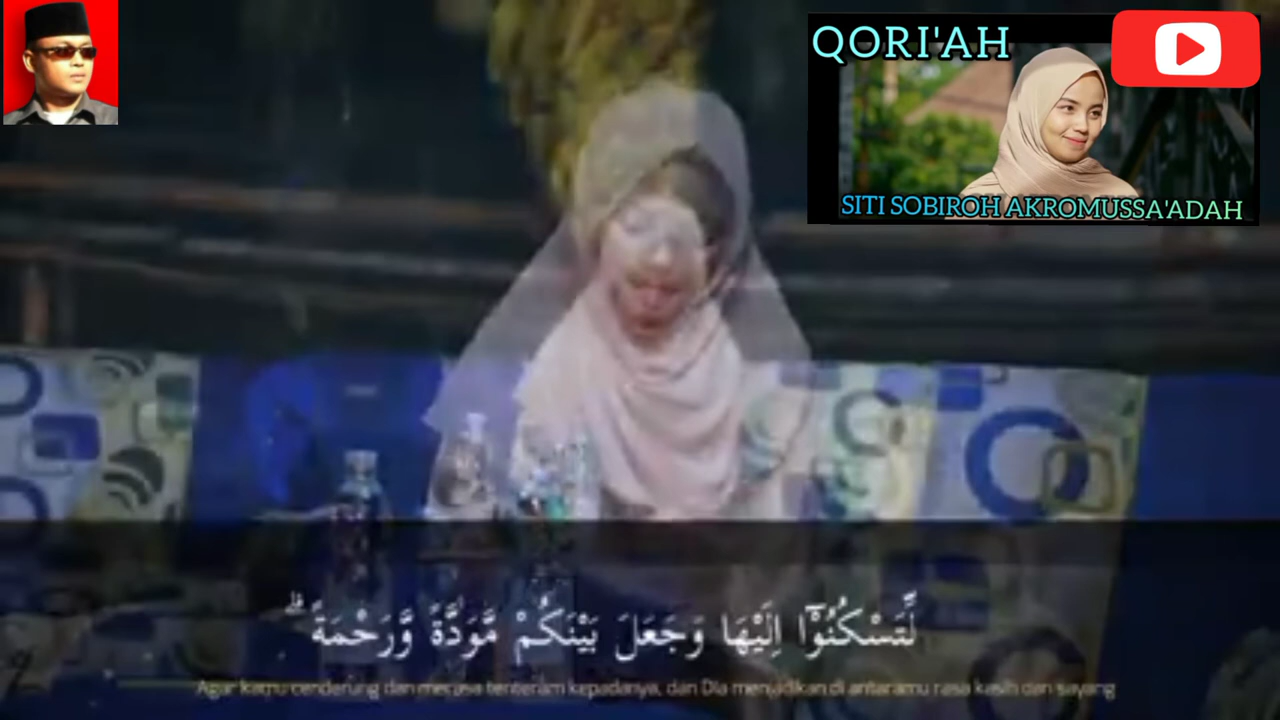 QORI'AH
SITI SOBIROH AKROMUSSA'ADAH
لِّتَسْكُنُوْٓا اِلَيْهَا وَجَعَلَ بَيْنَكُمْ مَّوَدَّةً وَّرَحْمَةً ۗ
Agar kamu cenderung dan merasa tenteram kepadanya, dan Dia menjadikan di antaramu rasa kasih dan sayang